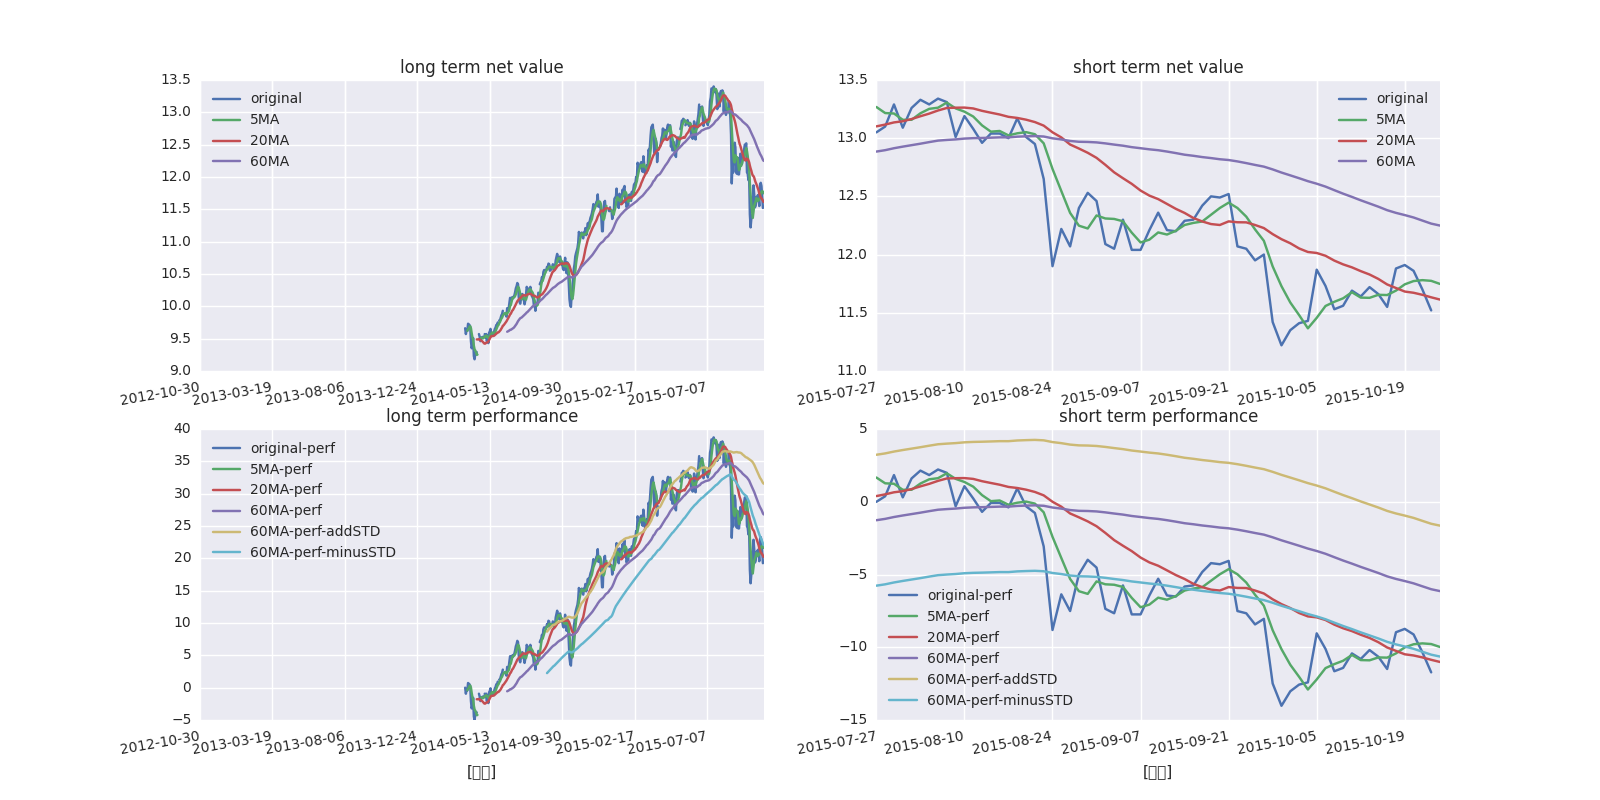 long term net value
13.5
13.0
12.5
12.0
11.5
11.0
10.5
10.0
9.5
9.0
original
5MA
20MA
60MA
2012-10-30 2013-03-19 2013-08-06 2013-12-24 2014-05-13 2014-09-30 2015-02-17 2015-07-07
short term net value
13.5
13.0
12.5
12.0
11.5
11.0
original
5MA
20MA
60MA
2015-07-27 2015-08-10 2015-08-24 2015-09-07 2015-09-21 2015-10-05 2015-10-19
long term performance
40
35
30
25
20
15
10
5
0
−5
original-perf
5MA-perf
20MA-perf
60MA-perf
60MA-perf-addSTD
60MA-perf-minusSTD
2012-10-30 2013-03-19 2013-08-06 2013-12-24 2014-05-13 2014-09-30 2015-02-17 2015-07-07
short term performance
5
0
−5
−10
−15
original-perf
5MA-perf
20MA-perf
60MA-perf
60MA-perf-addSTD
60MA-perf-minusSTD
2015-07-27 2015-08-10 2015-08-24 2015-09-07 2015-09-21 2015-10-05 2015-10-19